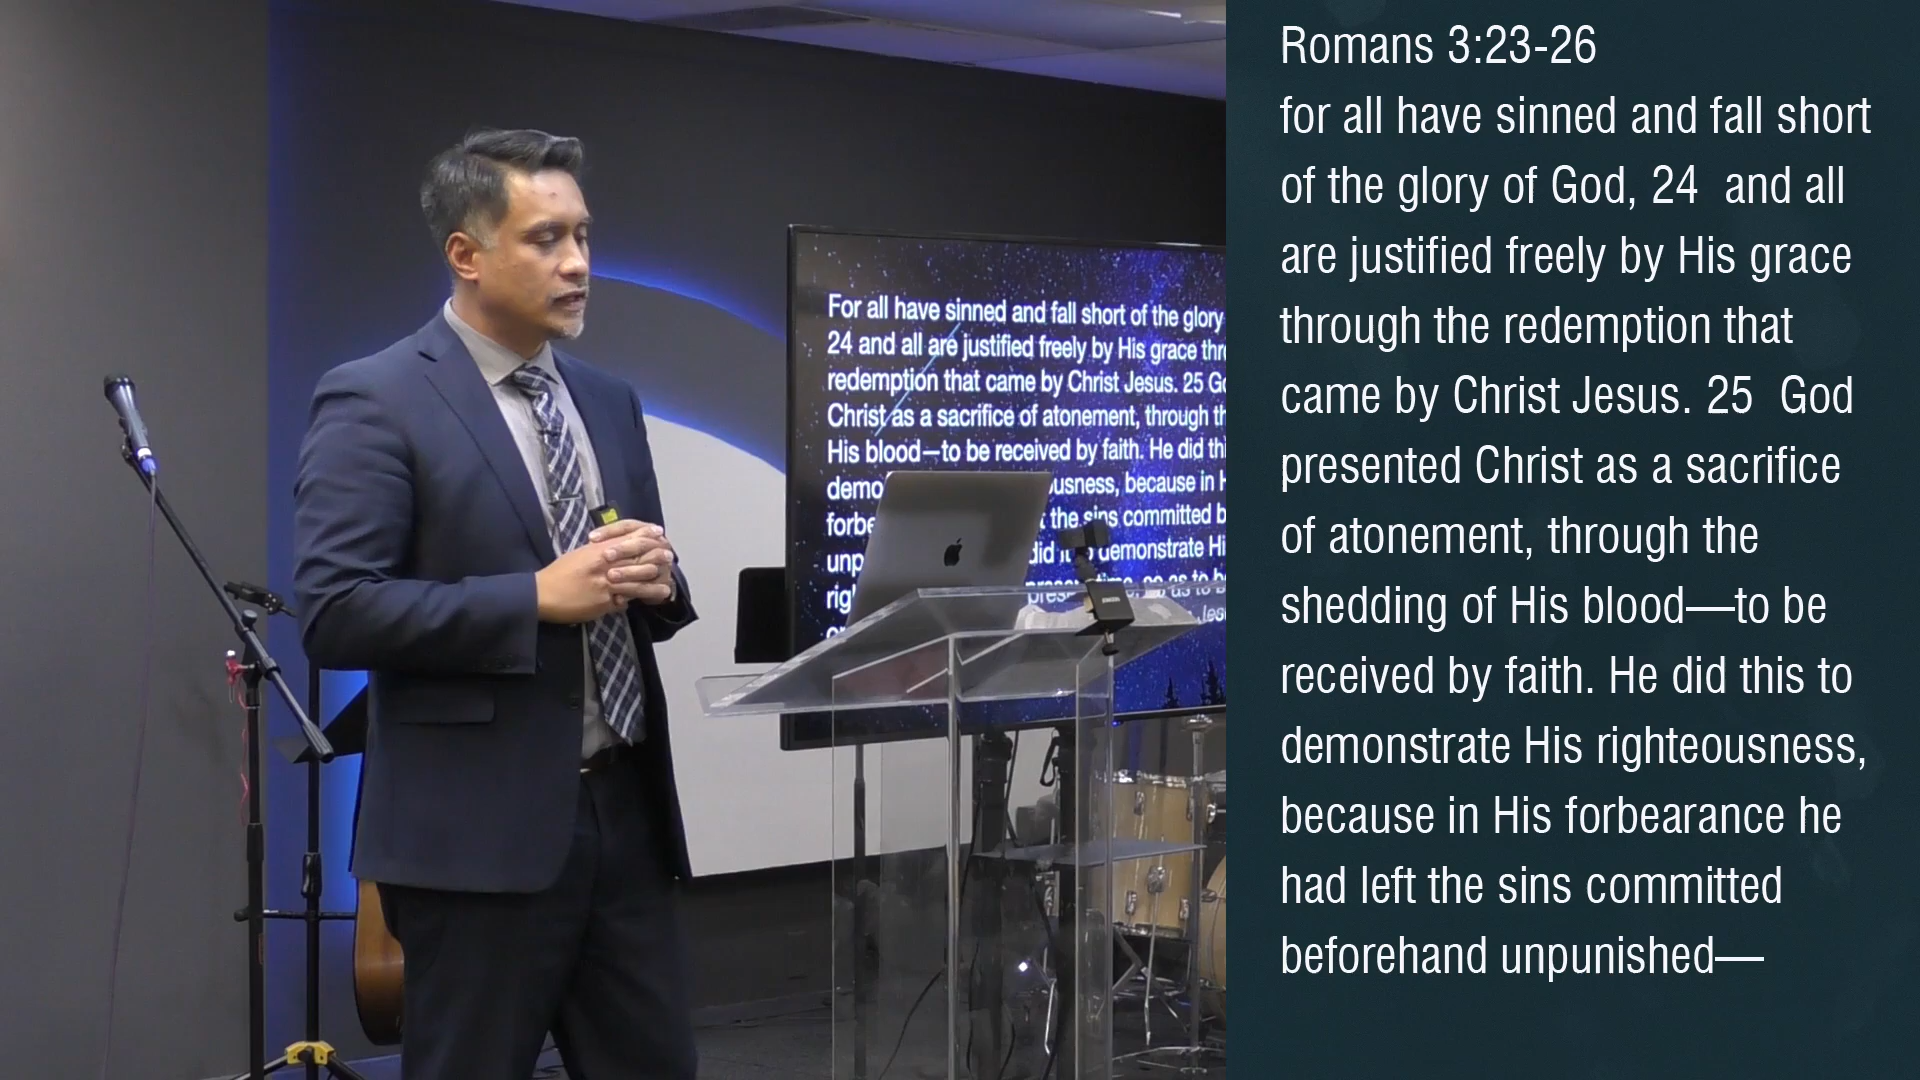 Romans 3:23-26
for all have sinned and fall short
of the glory of God, 24  and all
are justified freely by His grace
through the redemption that
came by Christ Jesus. 25  God
presented Christ as a sacrifice
of atonement, through the
shedding of His blood—to be
received by faith. He did this to
demonstrate His righteousness,
because in His forbearance he
had left the sins committed
beforehand unpunished—
For all have sinned and fall short of the glory
24 and all are justified freely by His grace
redemption that came by Christ Jesus. 25
Christ as a sacrifice of atonement, through
His blood—to be received by faith. He did
because in
the sins committed
did demonstrate
as to